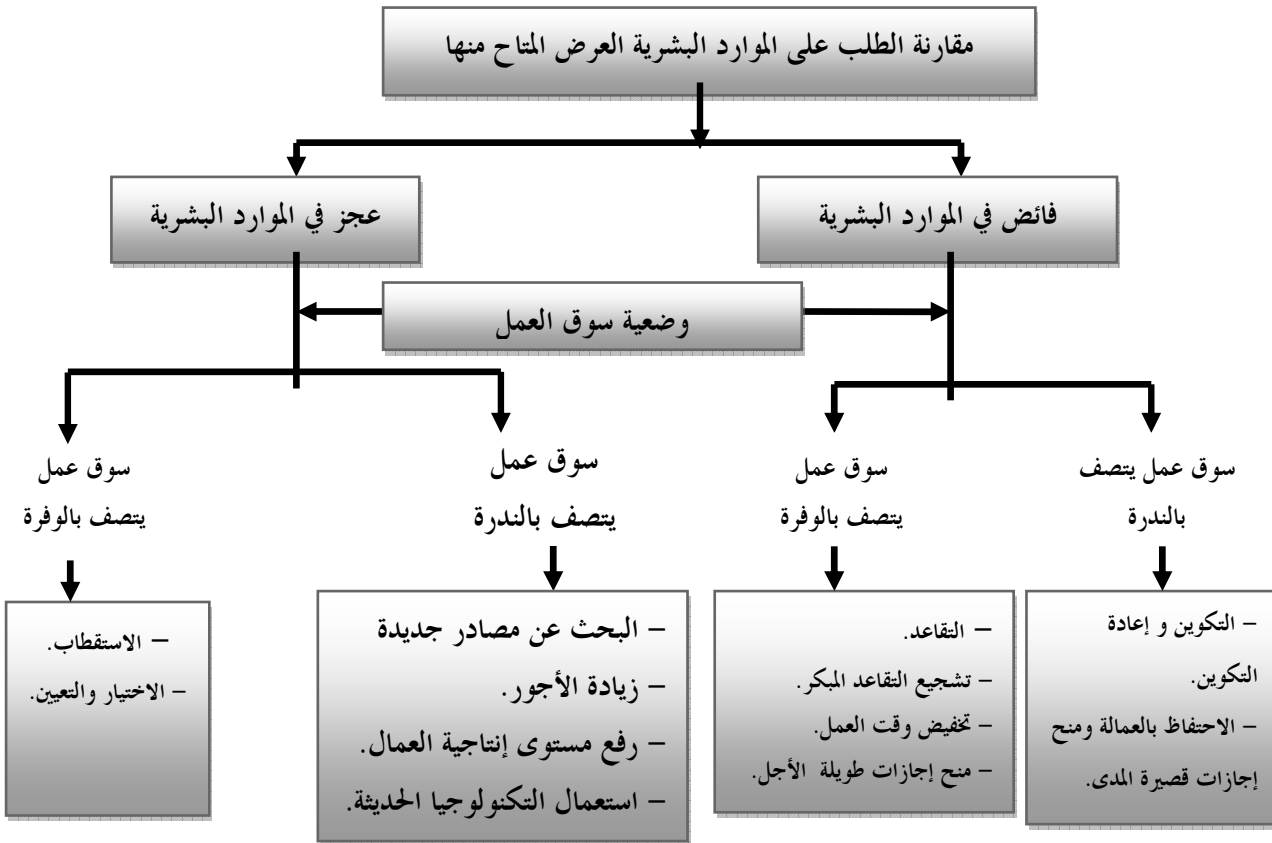 مقارنة الطلب على الموارد البشرية العرض المتاح منها
فائض في الموارد البشرية
عجز في الموارد البشرية
وضعية سوق العمل
سوق عمل يتصف
بالندرة
سوق عمل
يتصف بالوفرة
سوق عمل
يتصف بالندرة
سوق عمل
يتصف بالوفرة
– التكوين و إعادة
التكوين.
– الاحتفاظ بالعمالة ومنح
إجازات قصيرة المدى.
– التقاعد.
– تشجيع التقاعد المبكر.
– تخفيض وقت العمل.
– منح إجازات طويلة الأجل.
– البحث عن مصادر جديدة
– زيادة الأجور.
– رفع مستوى إنتاجية العمال.
– استعمال التكنولوجيا الحديثة.
– الاستقطاب.
– الاختيار والتعيين.